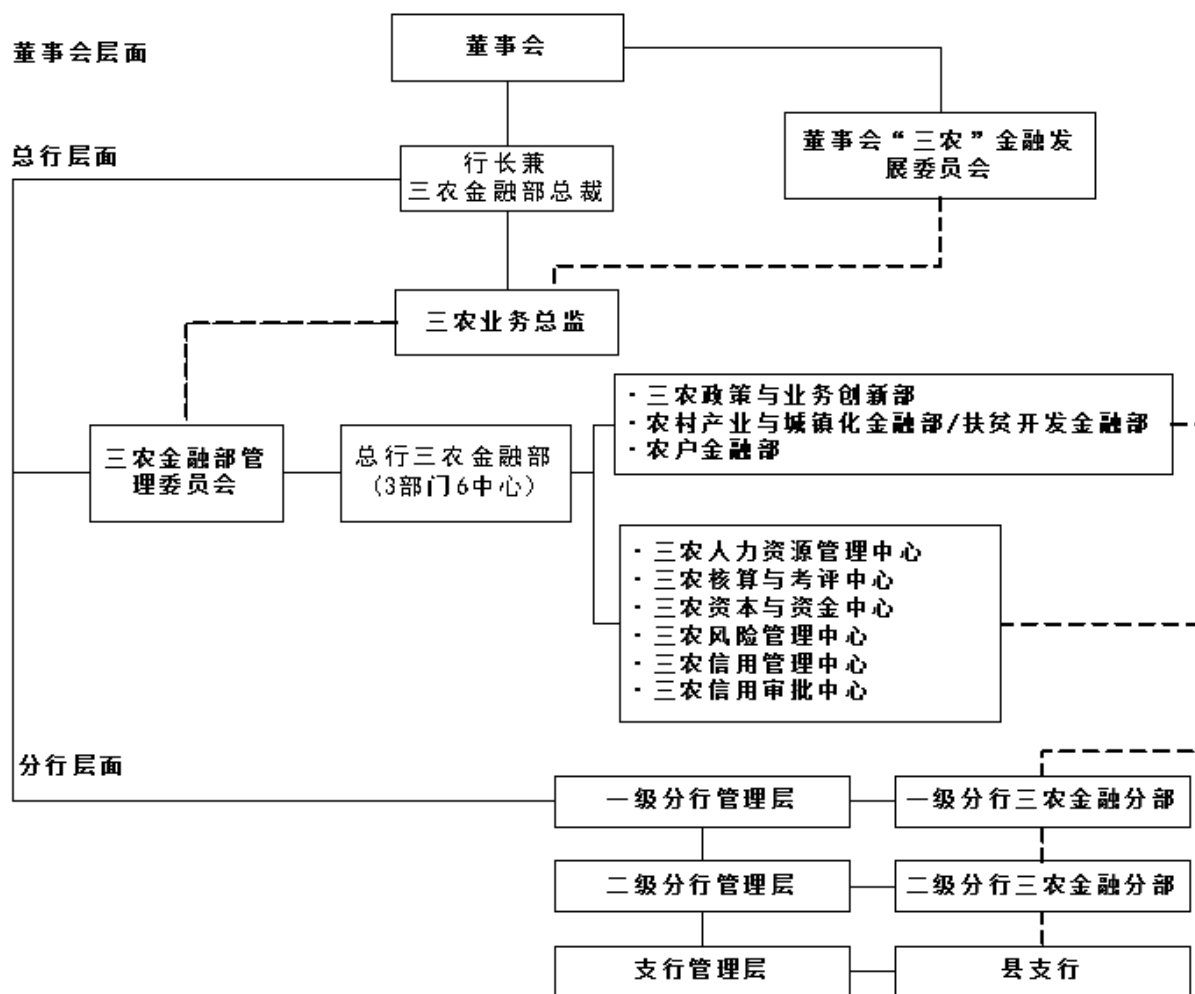 董事会层面
董事会
董事会“三农”金融发
展委员会
总行层面
行长兼
三农金融部总裁
三农业务总监
三农金融部管
理委员会
总行三农金融部
(3部门6中心)
· 三农政策与业务创新部
· 农村产业与城镇化金融部/扶贫开发金融部
· 农户金融部
· 三农人力资源管理中心
· 三农核算与考评中心
· 三农资本与资金中心
· 三农风险管理中心
· 三农信用管理中心
· 三农信用审批中心
分行层面
一级分行管理层
一级分行三农金融分部
二级分行管理层
二级分行三农金融分部
支行管理层
县支行